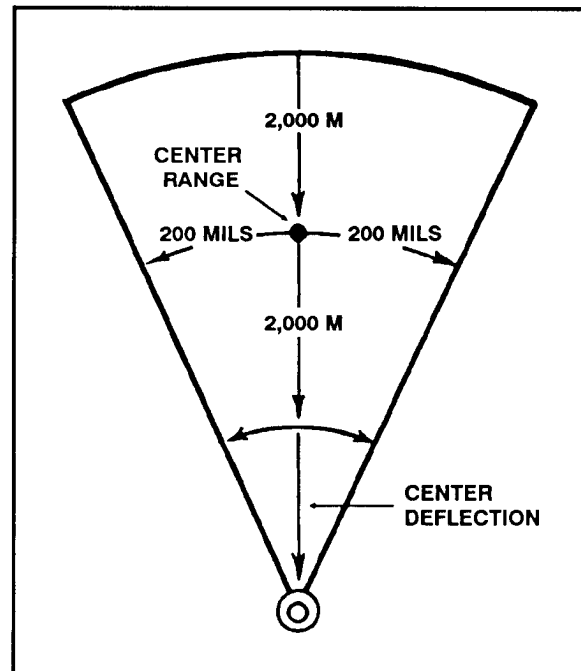 2,000 M
CENTER
RANGE
200 MILS
200 MILS
2,000 M
CENTER
DEFLECTION